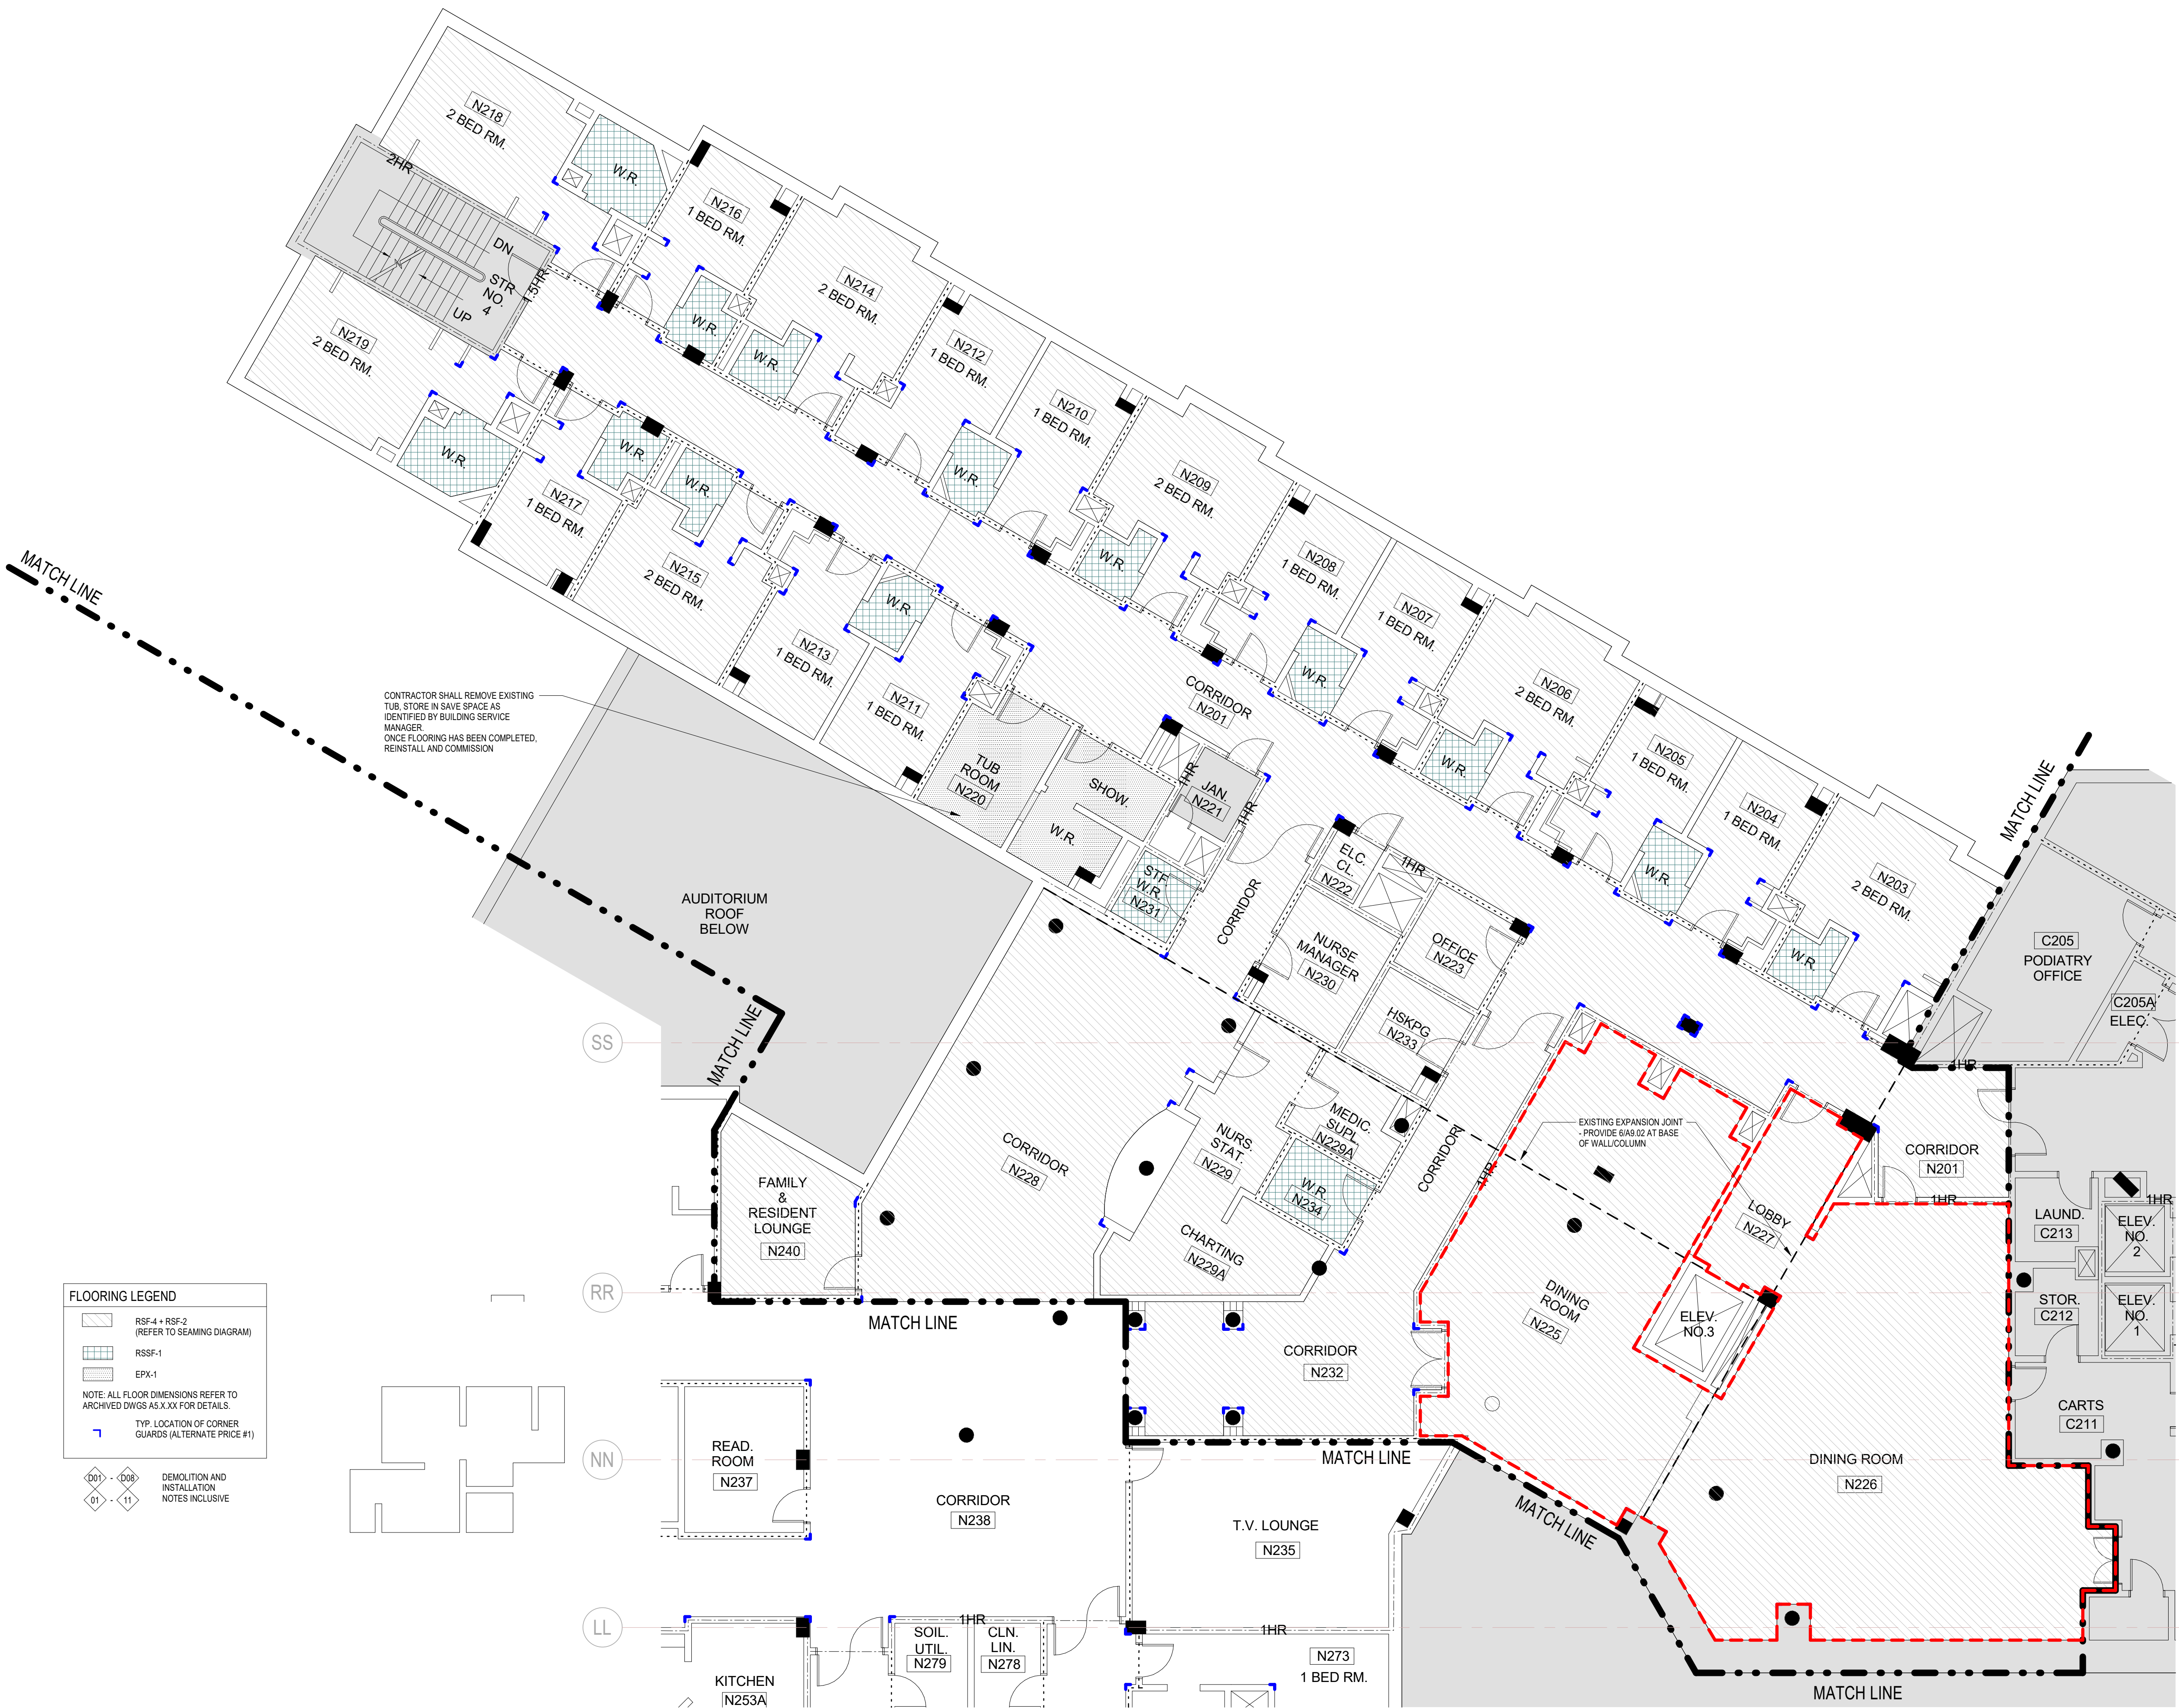 N218
2 BED RM.
W.R.
2HR
DN
STR
NO.
4
UP
1.5HR
N219
2 BED RM.
W.R.
N216
1 BED RM.
W.R.
N214
2 BED RM.
W.R.
N212
1 BED RM.
W.R.
N210
1 BED RM.
N209
2 BED RM.
W.R.
N208
1 BED RM.
W.R.
N207
1 BED RM.
N206
2 BED RM.
W.R.
N205
1 BED RM.
W.R.
N204
1 BED RM.
N203
2 BED RM.
W.R.
N217
1 BED RM.
W.R.
N215
2 BED RM.
W.R.
N213
1 BED RM.
W.R.
N211
1 BED RM.
CORRIDOR
N201
TUB
ROOM
N220
SHOW.
W.R.
1HR
JAN.
N221
1HR
STF.
W.R.
N231
CORRIDOR
ELC.
CL.
N222
1HR
NURSE
MANAGER
N230
OFFICE
N223
HSKPG
N233
MATCH LINE
CONTRACTOR SHALL REMOVE EXISTING
TUB, STORE IN SAVE SPACE AS
IDENTIFIED BY BUILDING SERVICE
MANAGER.
ONCE FLOORING HAS BEEN COMPLETED,
REINSTALL AND COMMISSION
AUDITORIUM
ROOF
BELOW
MATCH LINE
MATCH LINE
C205
PODIATRY
OFFICE
C205A
ELEC.
SS
1HR
MEDIC.
SUPL.
N229A
NURS.
STAT.
N229
W.R.
N234
CORRIDOR
1HR
CORRIDOR
N228
CHARTING
N229A
EXISTING EXPANSION JOINT
- PROVIDE 6/A9.02 AT BASE
OF WALL/COLUMN
CORRIDOR
N201
1HR
1HR
LOBBY
N227
FAMILY
&
RESIDENT
LOUNGE
N240
LAUND.
C213
ELEV.
NO.
2
RR
MATCH LINE
DINING
ROOM
N225
ELEV.
NO.3
STOR.
C212
ELEV.
NO.
1
CORRIDOR
N232
CARTS
C211
FLOORING LEGEND
RSF-4 + RSF-2
(REFER TO SEAMING DIAGRAM)
RSSF-1
EPX-1
NOTE: ALL FLOOR DIMENSIONS REFER TO
ARCHIVED DWGS A5.X.XX FOR DETAILS.
TYP. LOCATION OF CORNER
GUARDS (ALTERNATE PRICE #1)
D01 - D08
01 - 11
DEMOLITION AND
INSTALLATION
NOTES INCLUSIVE
NN
READ.
ROOM
N237
MATCH LINE
DINING ROOM
N226
CORRIDOR
N238
T.V. LOUNGE
N235
MATCH LINE
LL
1HR
1HR
SOIL.
UTIL.
N279
CLN.
LIN.
N278
N273
1 BED RM.
KITCHEN
N253A
MATCH LINE